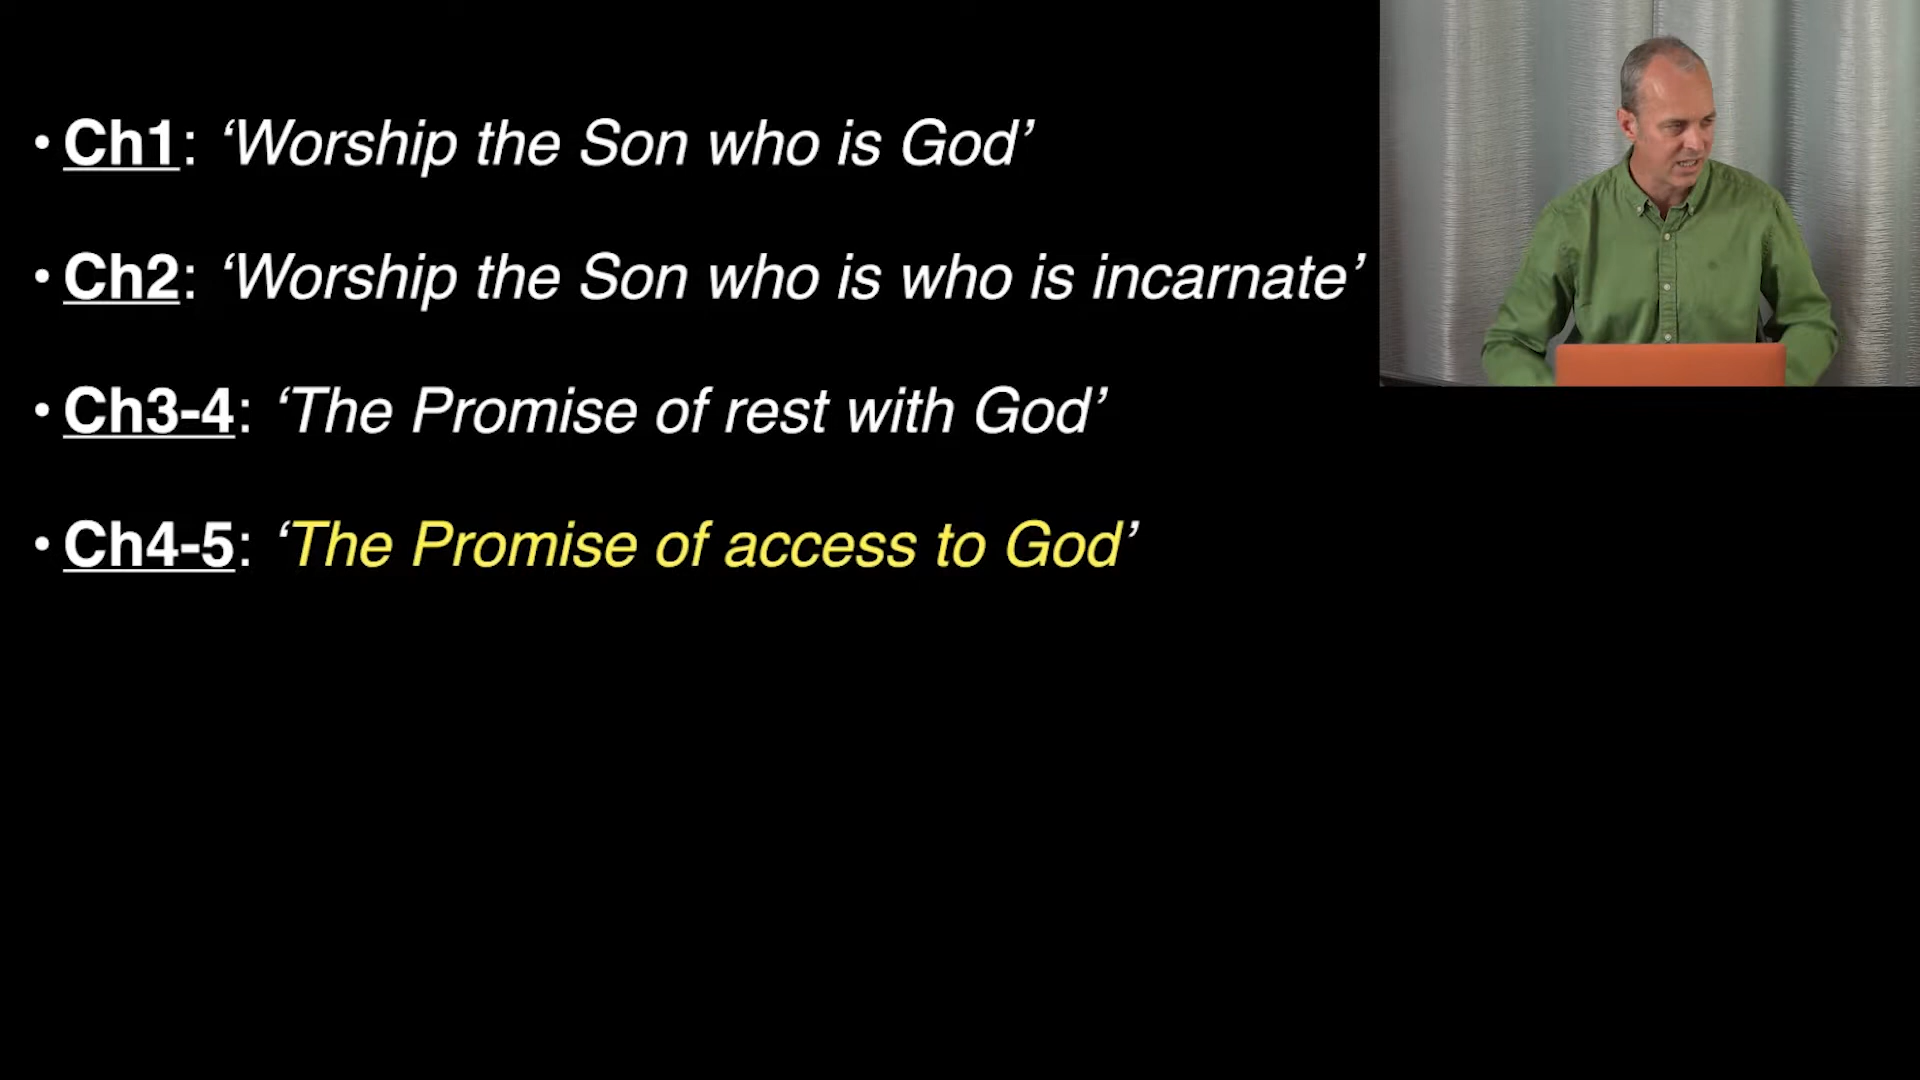 • Ch1: ‘Worship the Son who is God’
• Ch2: ‘Worship the Son who is who is incarnate’
• Ch3-4: ‘The Promise of rest with God’
• Ch4-5: ‘The Promise of access to God’